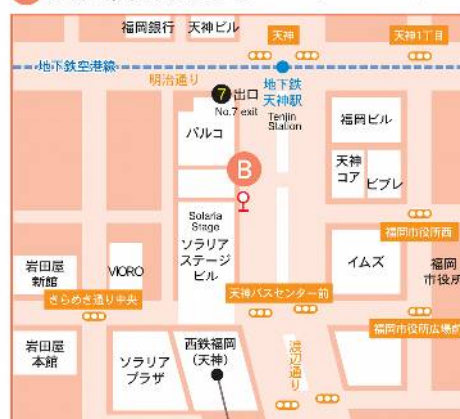 福岡銀行
天神ビル
天神
天神1丁目
地下鉄空港線
明治通り
7
出口
No.7 exit
地下鉄
天神駅
Tenjin
Station
パルコ
福岡ビル
B
天神
コア
ビブレ
Solaria
Stage
ソラリア
ステージ
ビル
福岡市役所西
岩田屋
新館
VIORO
イムズ
福岡
市役所
きらめき通り中央
天神バスセンター前
福岡市役所広場前
岩田屋
本館
ソラリア
プラザ
西鉄福岡
(天神)
渡辺通り